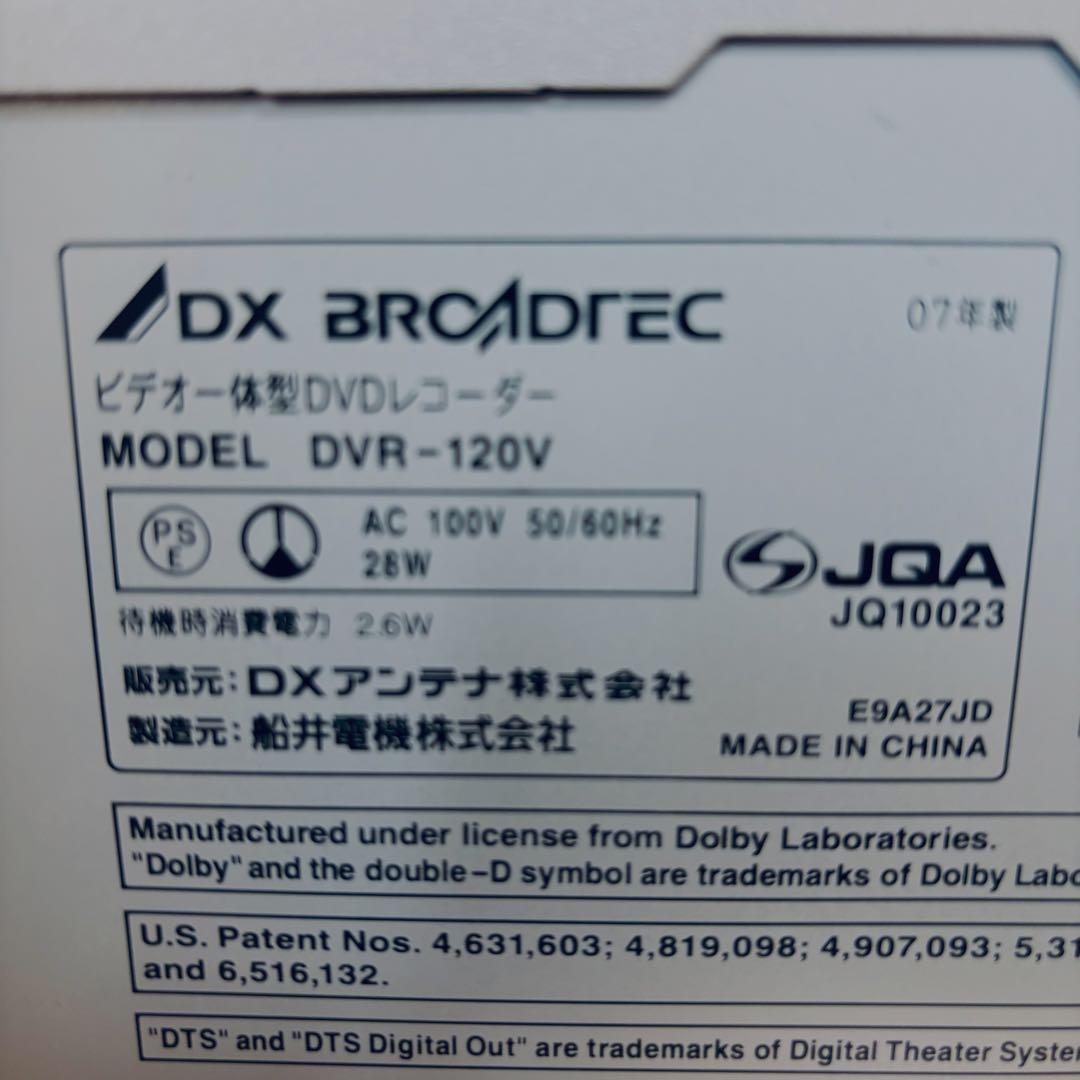 DX BROADTEC
07年製
ビデオ一体型DVDレコーダー
MODEL DVR-120V
PSE
AC 100V 50/60Hz
28W
JQA
JQ10023
待機時消費電力 2.6W
販売元:DXアンテナ株式会社
製造元:船井電機株式会社
E9A27JD
MADE IN CHINA
Manufactured under license from Dolby Laboratories.
"Dolby" and the double-D symbol are trademarks of Dolby
U.S. Patent Nos. 4,631,603; 4,819,098; 4,907,093;
and 6,516,132.
"DTS" and "DTS Digital Out" are trademarks of Digital Theater